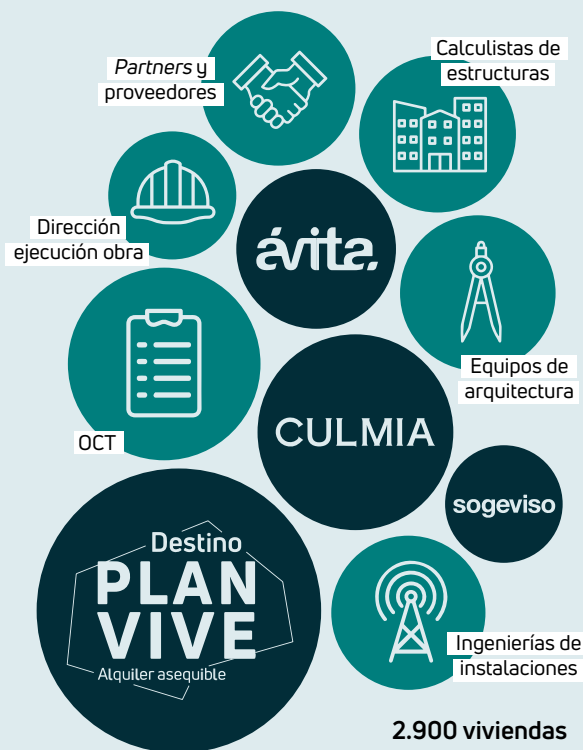 Partners y
proveedores
Calculistas de
estructuras
Dirección
ejecución obra
ávita.
Equipos de
arquitectura
OCT
CULMIA
sogeviso
Destino
PLAN
VIVE
Alquiler asequible
Ingenierías de
instalaciones
2.900 viviendas